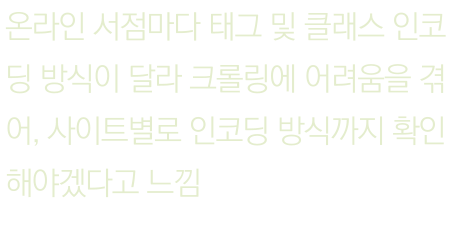 온라인 서점마다 태그 및 클래스 인코
딩 방식이 달라 크롤링에 어려움을 겪
어, 사이트별로 인코딩 방식까지 확인
해야겠다고 느낌